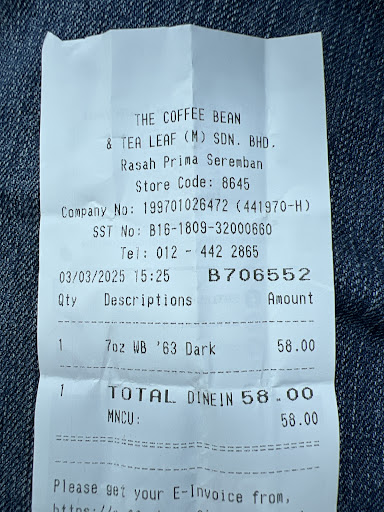 THE COFFEE BEAN
& TEA LEAF (M) SDN. BHD.
Rasah Prima Seremban
Store Code: 8645
Company No: 199701026472 (441970-H)
SST No: B16-1809-32000660
Tel: 012 - 442 2865
03/03/2025 15:25 B706552
Qty Descriptions Amount
1 7oz WB '63 Dark 58.00
1 TOTAL DINEIN 58.00
MNCU: 58.00
Please get your E-Invoice from,